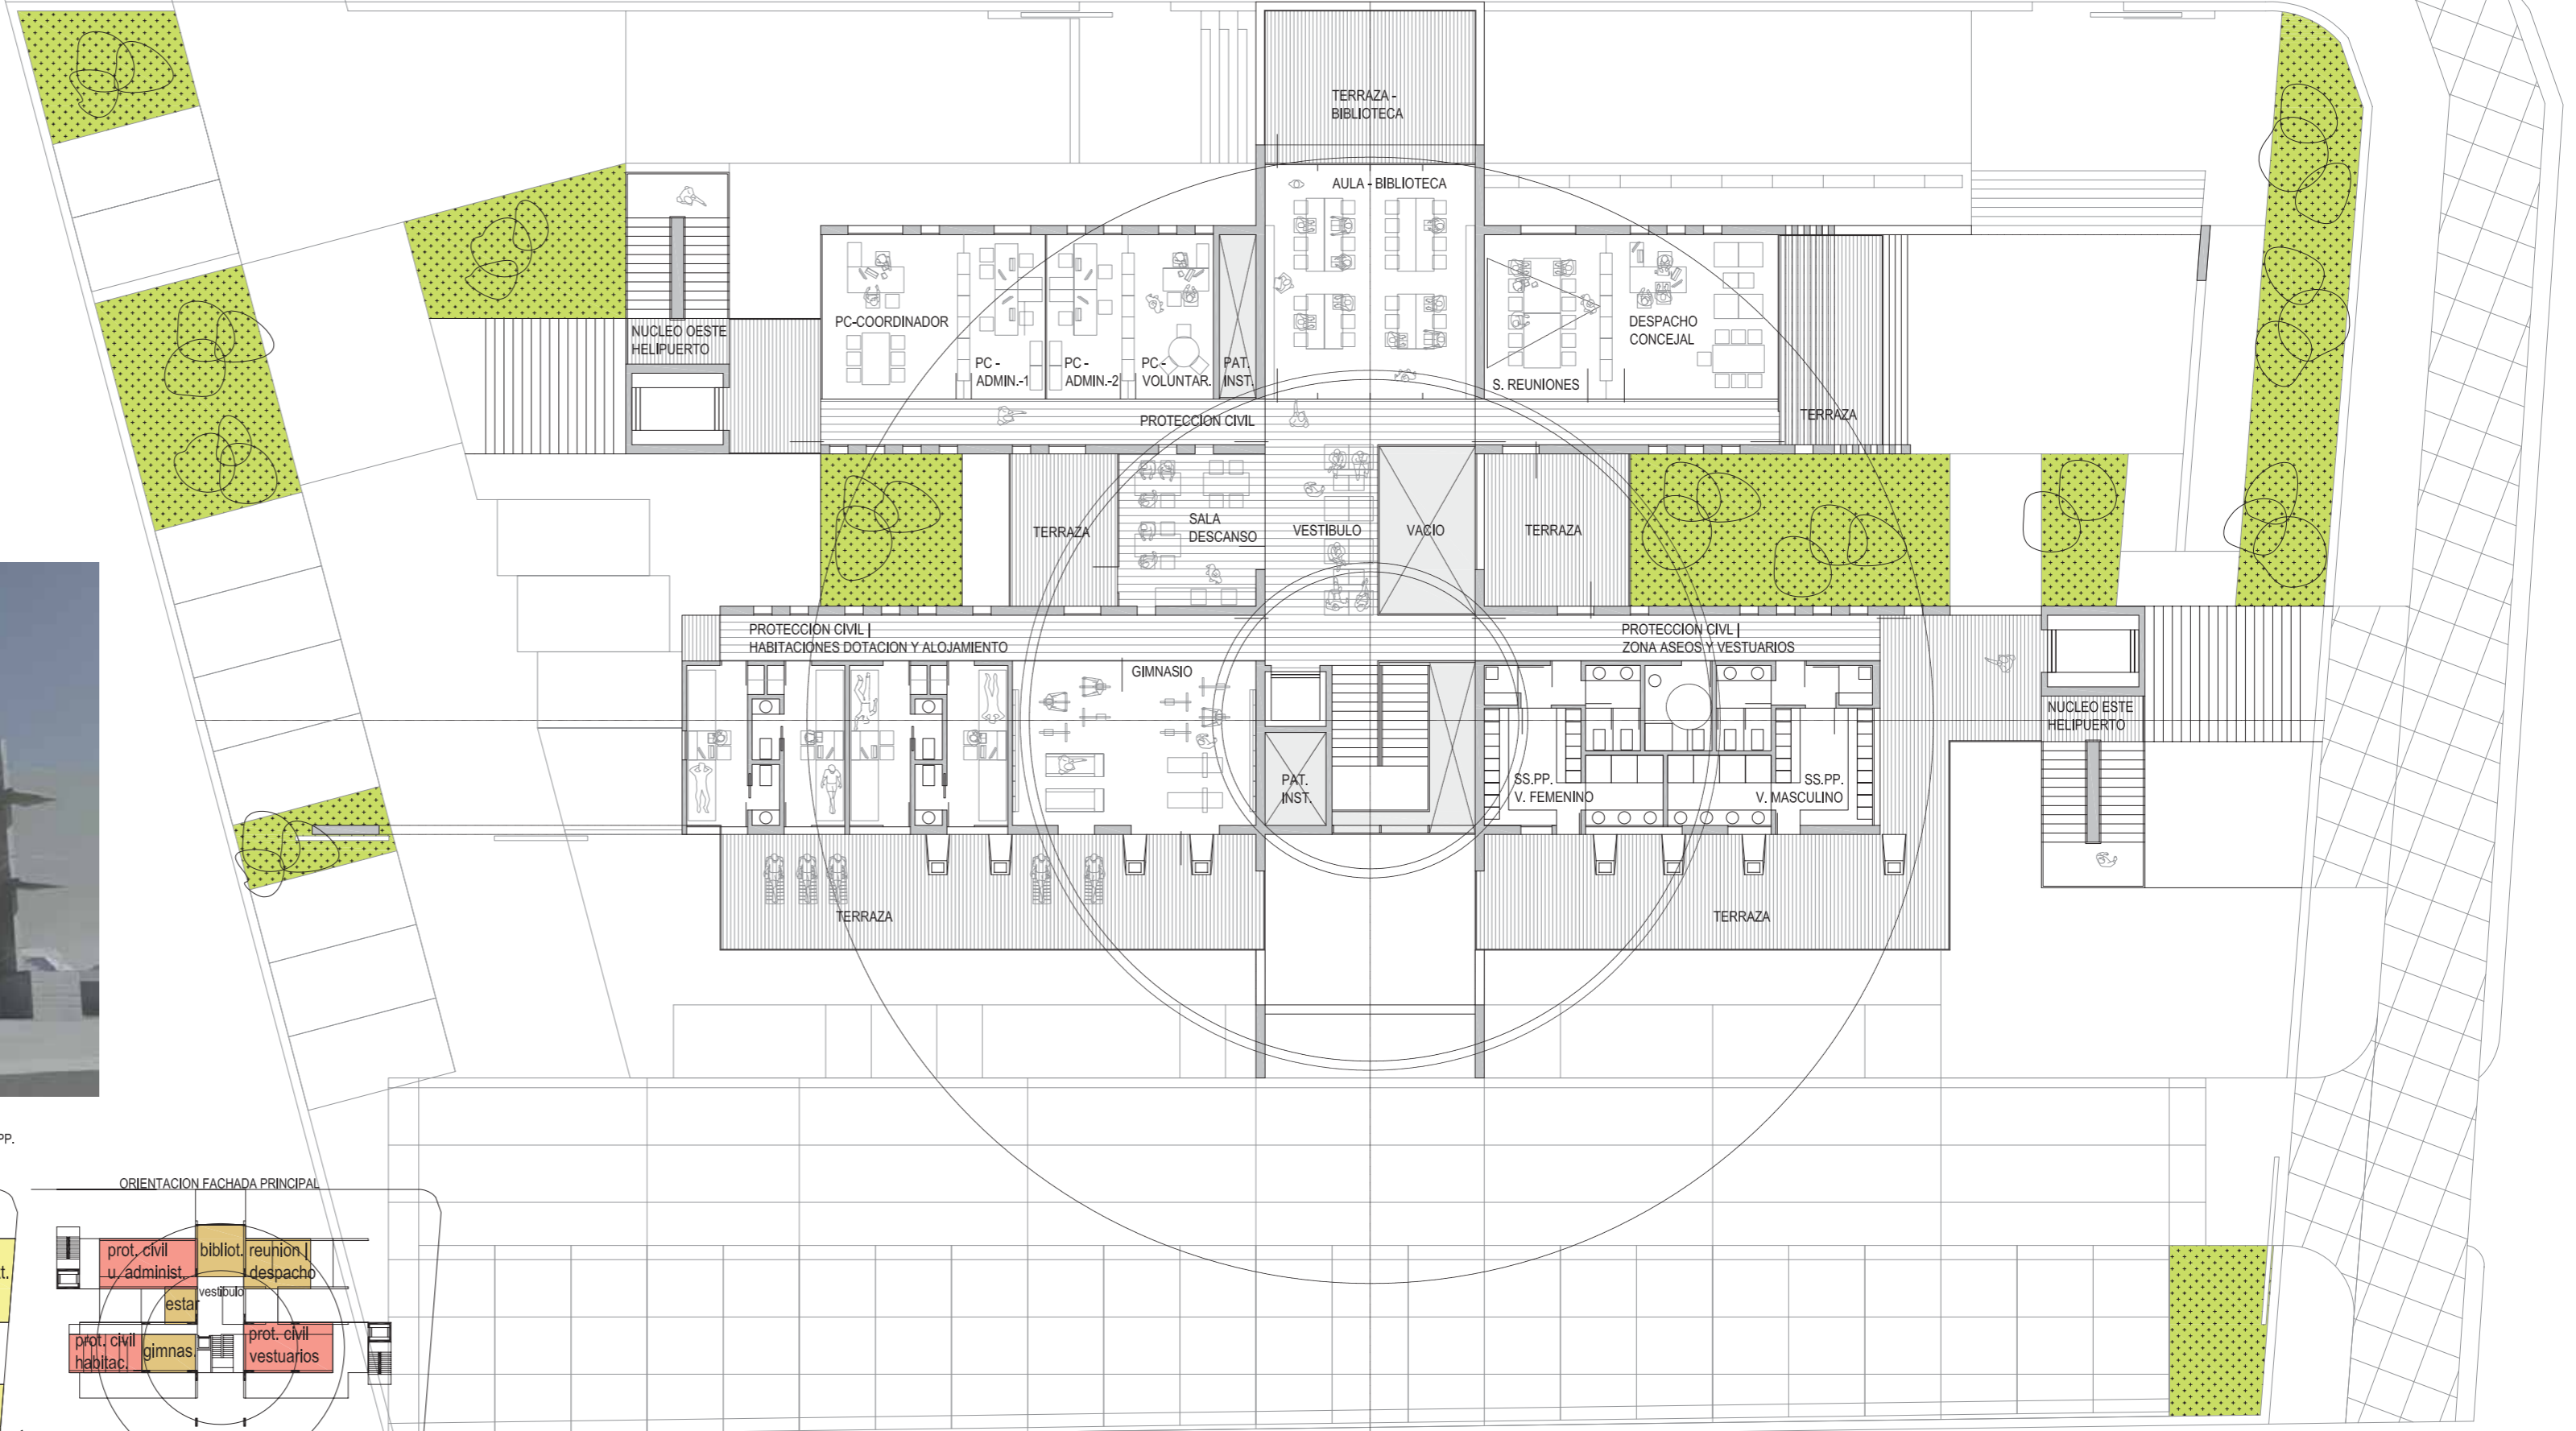 TERRAZA -
BIBLIOTECA
AULA - BIBLIOTECA
NUCLEO OESTE
HELIPUERTO
PC-COORDINADOR
PC -
ADMIN.-1
PC -
ADMIN.-2
PC -
VOLUNTAR.
PAT.
INST.
DESPACHO
CONCEJAL
S. REUNIONES
PROTECCION CIVIL
TERRAZA
TERRAZA
SALA
DESCANSO
VESTIBULO
VACIO
TERRAZA
PROTECCION CIVIL |
HABITACIONES DOTACION Y ALOJAMIENTO
PROTECCION CIVL |
ZONA ASEOS Y VESTUARIOS
GIMNASIO
NUCLEO ESTE
HELIPUERTO
PAT.
INST.
SS.PP.
V. FEMENINO
SS.PP.
V. MASCULINO
TERRAZA
TERRAZA
PP.
ORIENTACION FACHADA PRINCIPAL
prot. civil
u. administ.
bibliot.
reunion |
despacho
vestibulo
estar
prot. civil
habitac.
gimnas.
prot. civil
vestuarios